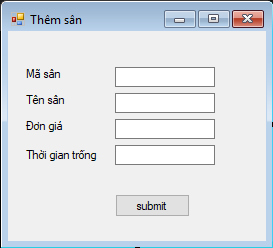 Thêm sân
Mã sân
Tên sân
Đơn giá
Thời gian trống
submit